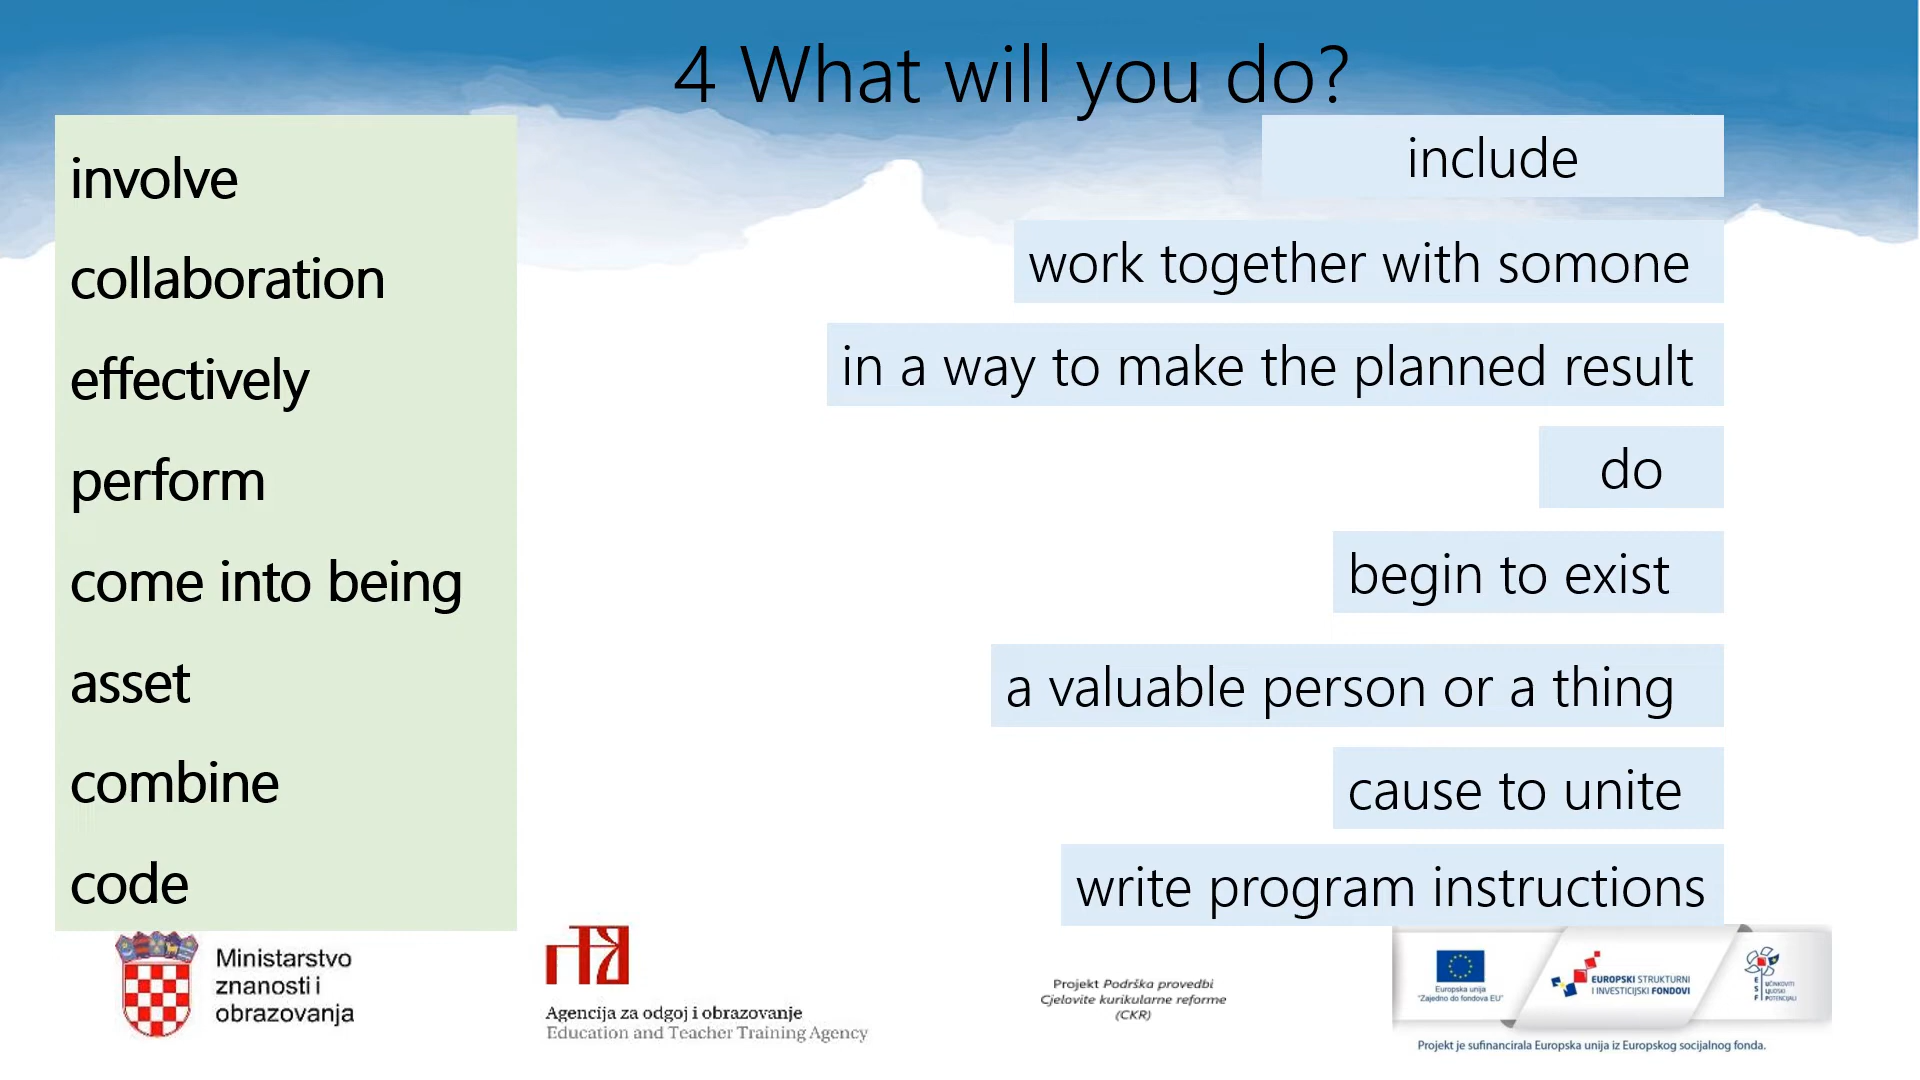 4 What will you do?
involve
include
collaboration
work together with somone
effectively
in a way to make the planned result
perform
do
come into being
begin to exist
asset
a valuable person or a thing
combine
cause to unite
code
write program instructions
Ministarstvo
znanosti i
obrazovanja
Agencija za odgoj i obrazovanje
Education and Teacher Training Agency
Projekt Podrška provedbi
Cjelovite kurikularne reforme
(CKR)
Europska unija
"Zajedno do fondova EU"
EUROPSKI STRUKTURNI
I INVESTICIJSKI FONDOVI
ESF
UČINKOVITI
LJUDSKI
POTENCIJALI
Projekt je sufinancirala Europska unija iz Europskog socijalnog fonda.